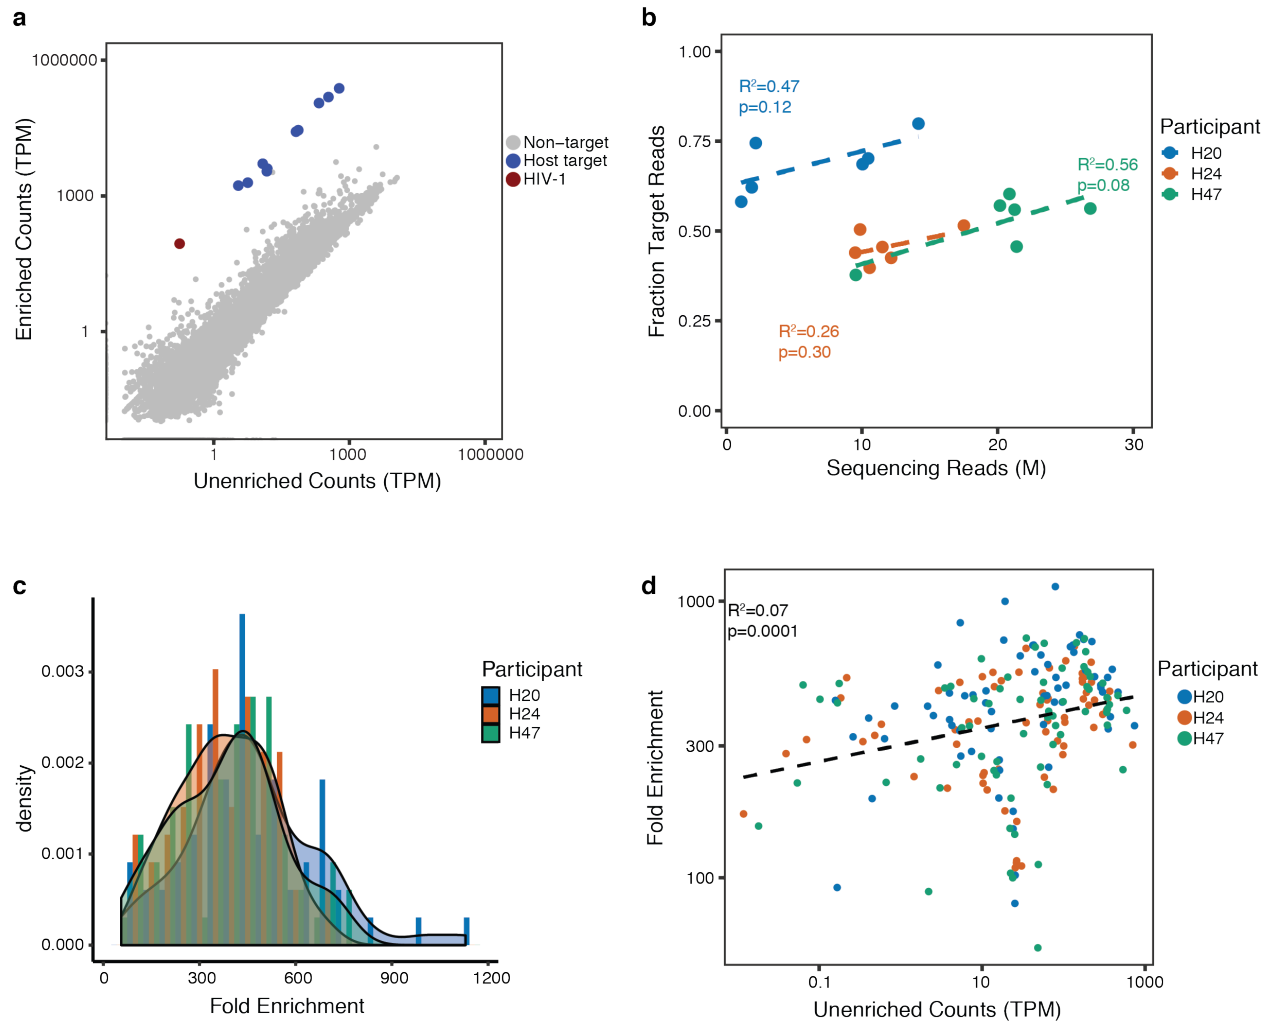 a
1000000
1000
1
1
1000
1000000
Enriched Counts (TPM)
Unenriched Counts (TPM)
Non−target
Host target
HIV-1
b
1.00
0.75
0.50
0.25
0.00
0
10
20
30
Fraction Target Reads
Sequencing Reads (M)
R²=0.47
p=0.12
R²=0.56
p=0.08
R²=0.26
p=0.30
Participant
H20
H24
H47
c
0.003
0.002
0.001
0.000
0
300
600
900
1200
density
Fold Enrichment
Participant
H20
H24
H47
d
1000
300
100
0.1
10
1000
Fold Enrichment
Unenriched Counts (TPM)
R²=0.07
p=0.0001
Participant
H20
H24
H47